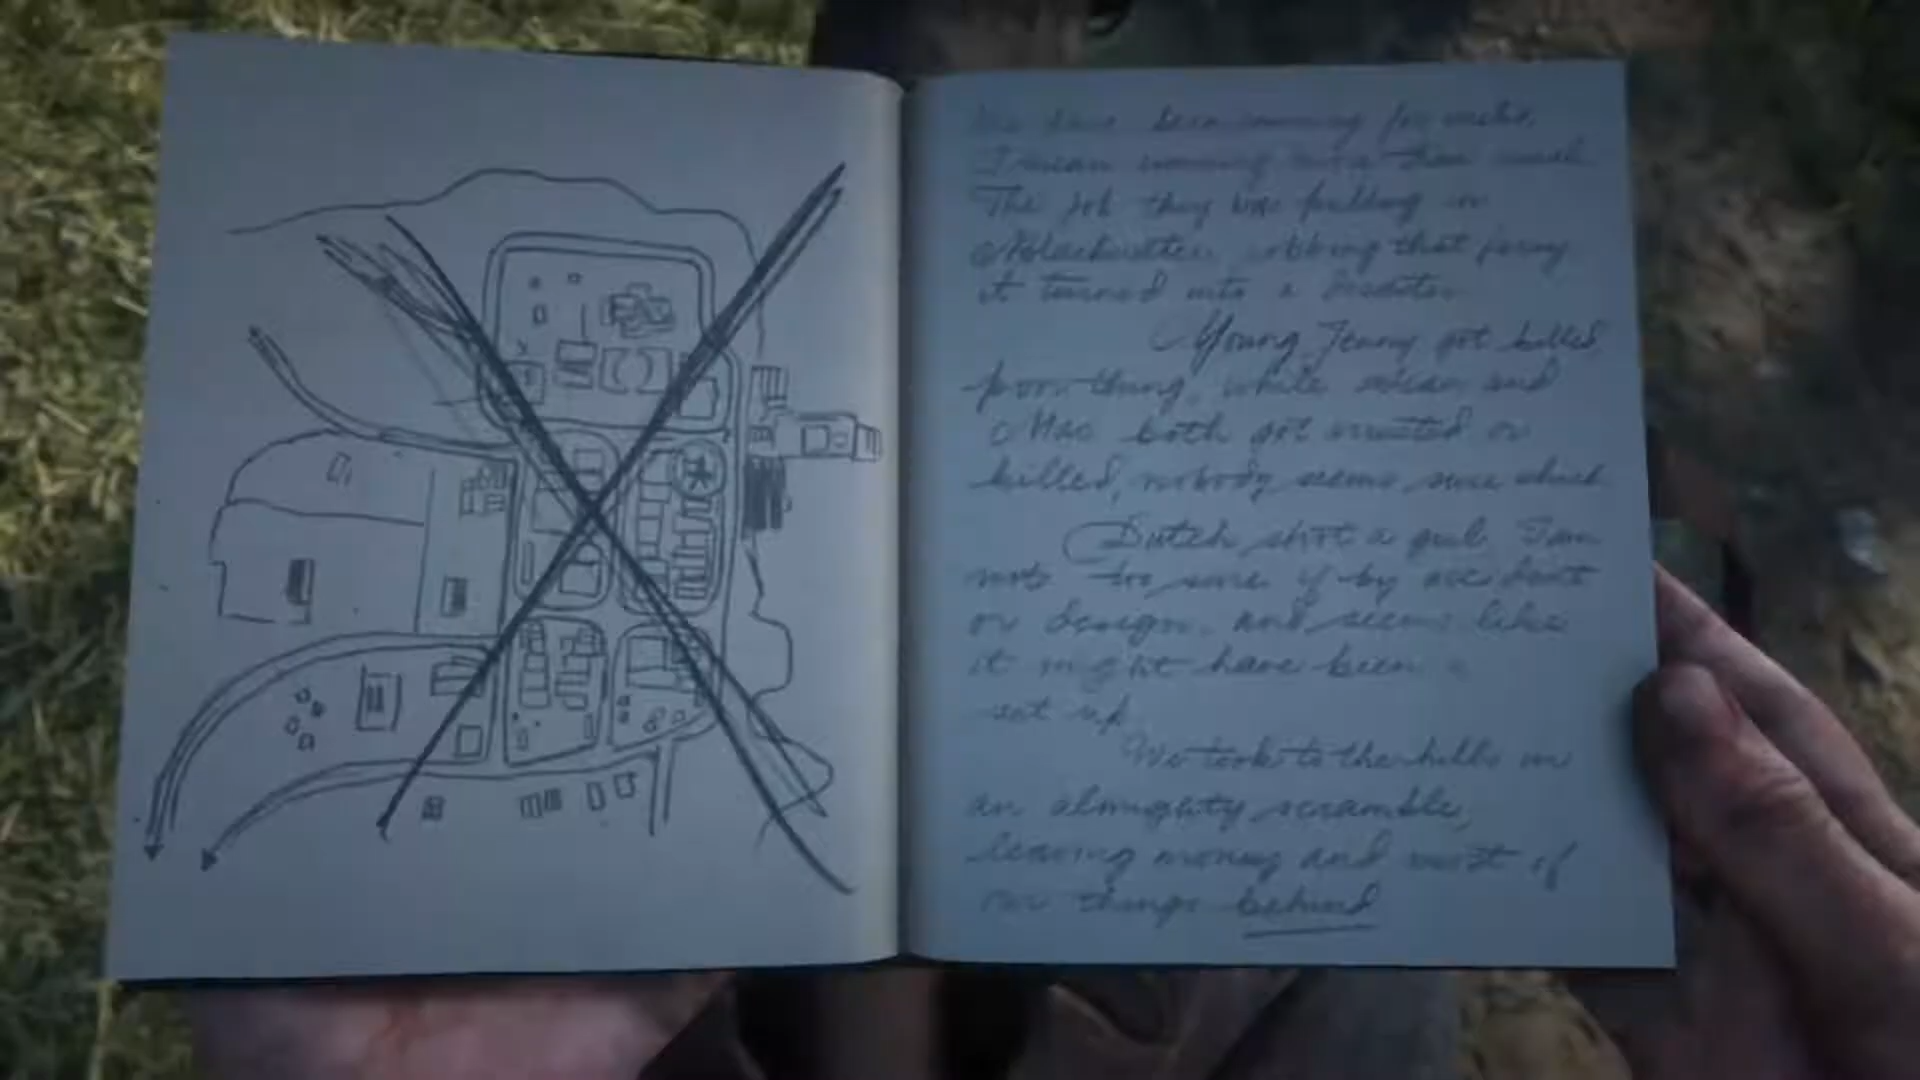 We have been running for weeks,
I mean running more than usual.
The job they was pulling in
Blackwater, robbing that ferry
it turned into a disaster
Young Jenny got killed,
poor thing, while Sean and
Mac both got arrested or
killed, nobody seems sure which
Dutch shot a gal, I am
not too sure if by accident
or design, and seems like
it might have been a
set up.
We took to the hills in
an almighty scramble,
leaving money and most of
our things behind